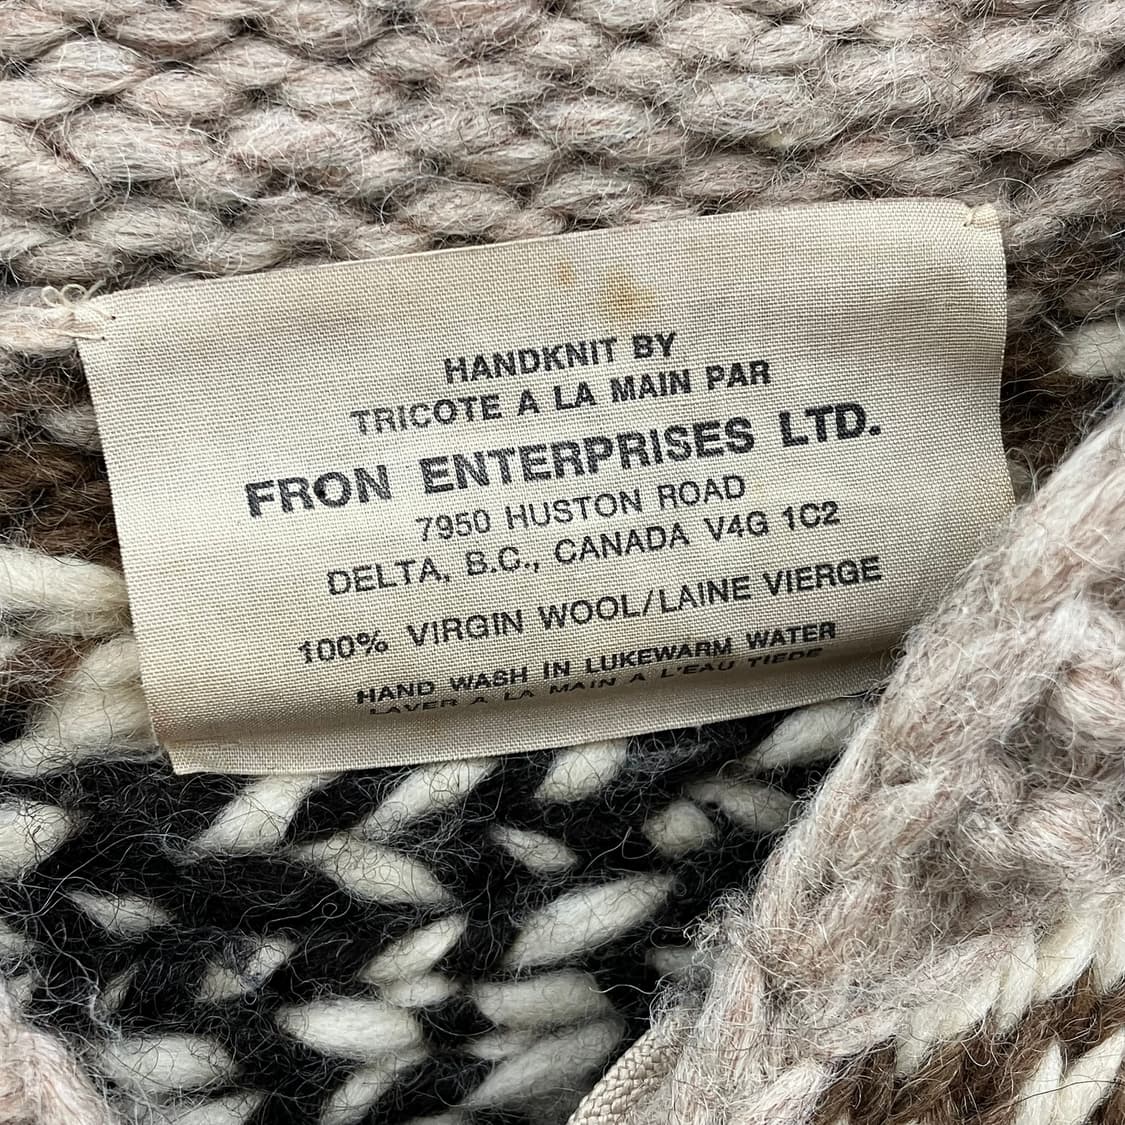 HANDKNIT BY
TRICOTE A LA MAIN PAR
FRON ENTERPRISES LTD.
7950 HUSTON ROAD
DELTA, B.C., CANADA V4G 1C2
100% VIRGIN WOOL/LAINE VIERGE
HAND WASH IN LUKEWARM WATER
LAVER A LA MAIN A L'EAU TIEDE